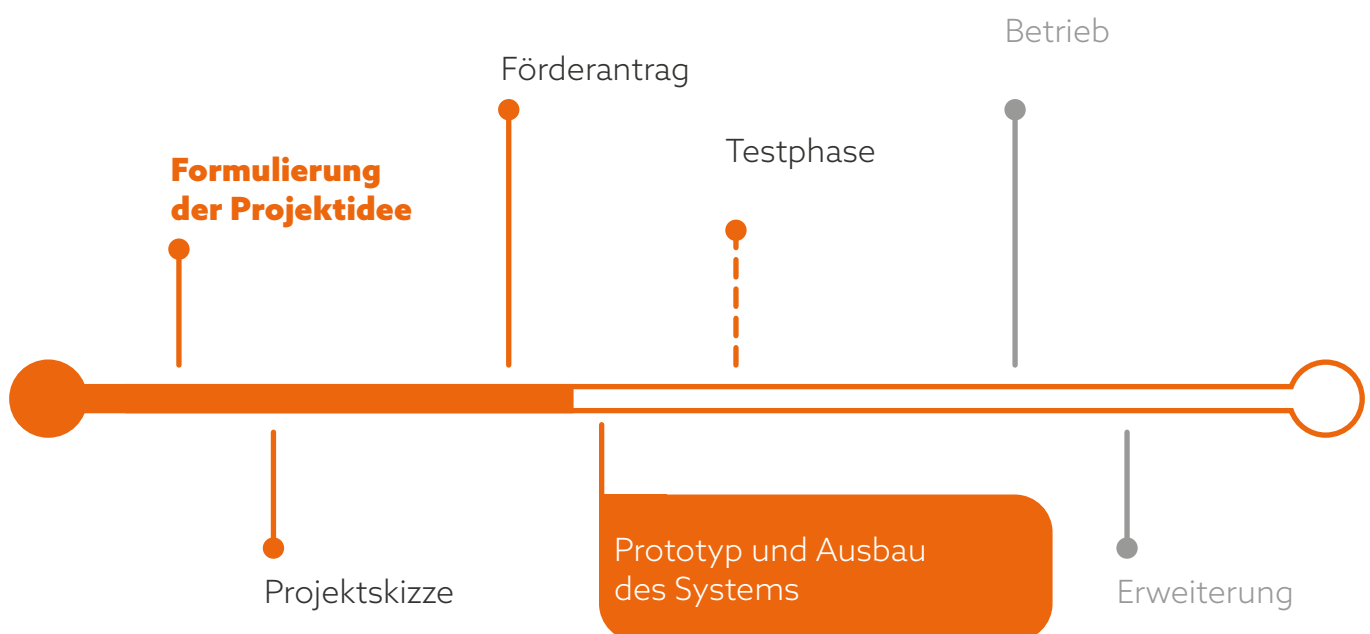 Betrieb
Förderantrag
Testphase
Formulierung
der Projektidee
Prototyp und Ausbau
des Systems
Projektskizze
Erweiterung